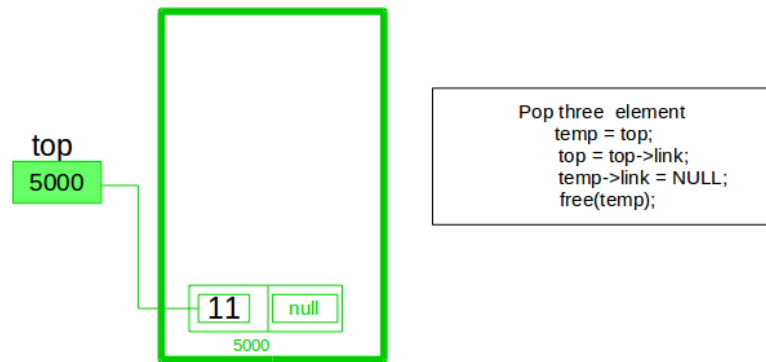 top
5000
11
null
5000
Pop three element
temp = top;
top = top->link;
temp->link = NULL;
free(temp);